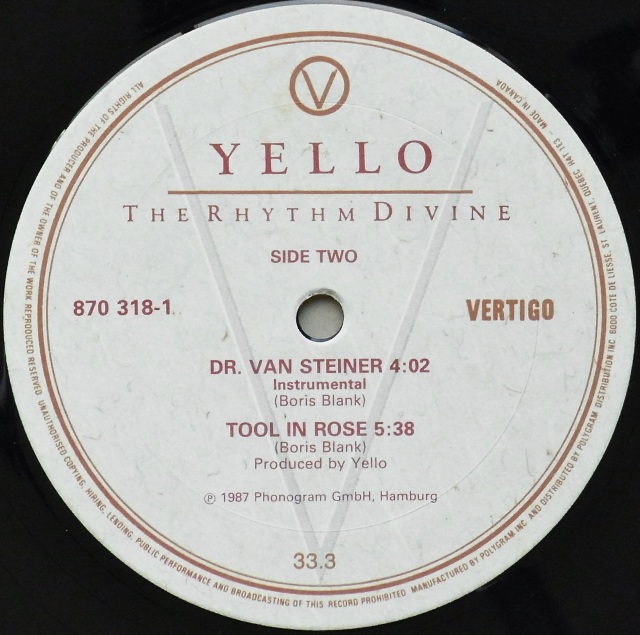 V
YELLO
THE RHYTHM DIVINE
SIDE TWO
870 318-1
VERTIGO
DR. VAN STEINER 4:02
Instrumental
(Boris Blank)
TOOL IN ROSE 5:38
(Boris Blank)
Produced by Yello
℗ 1987 Phonogram GmbH, Hamburg
33.3
ALL RIGHTS OF THE PRODUCER AND OF THE OWNER OF THE WORK REPRODUCED RESERVED UNAUTHORISED COPYING, HIRING, LENDING, PUBLIC PERFORMANCE AND BROADCASTING OF THIS RECORD PROHIBITED MANUFACTURED BY POLYGRAM INC. AND DISTRIBUTED BY POLYGRAM DISTRIBUTION INC 6000 COTE DE LIESSE, ST LAURENT, QUEBEC H4T 1E3 - MADE IN CANADA